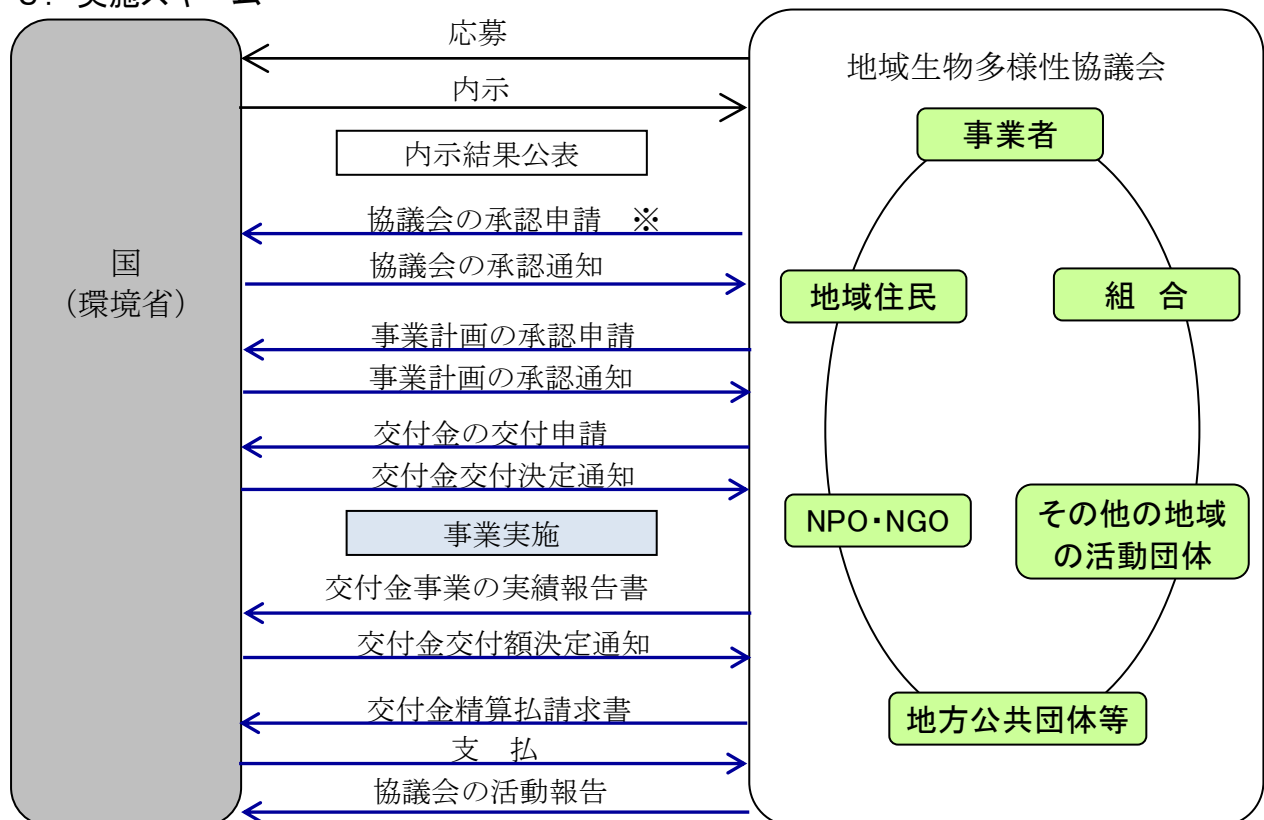 応募
内示
内示結果公表
協議会の承認申請　※
協議会の承認通知
事業計画の承認申請
事業計画の承認通知
交付金の交付申請
交付金交付決定通知
事業実施
交付金事業の実績報告書
交付金交付額決定通知
交付金精算払請求書
支　払
協議会の活動報告
国
（環境省）
地域生物多様性協議会
事業者
地域住民
組　合
NPO・NGO
その他の地域
の活動団体
地方公共団体等